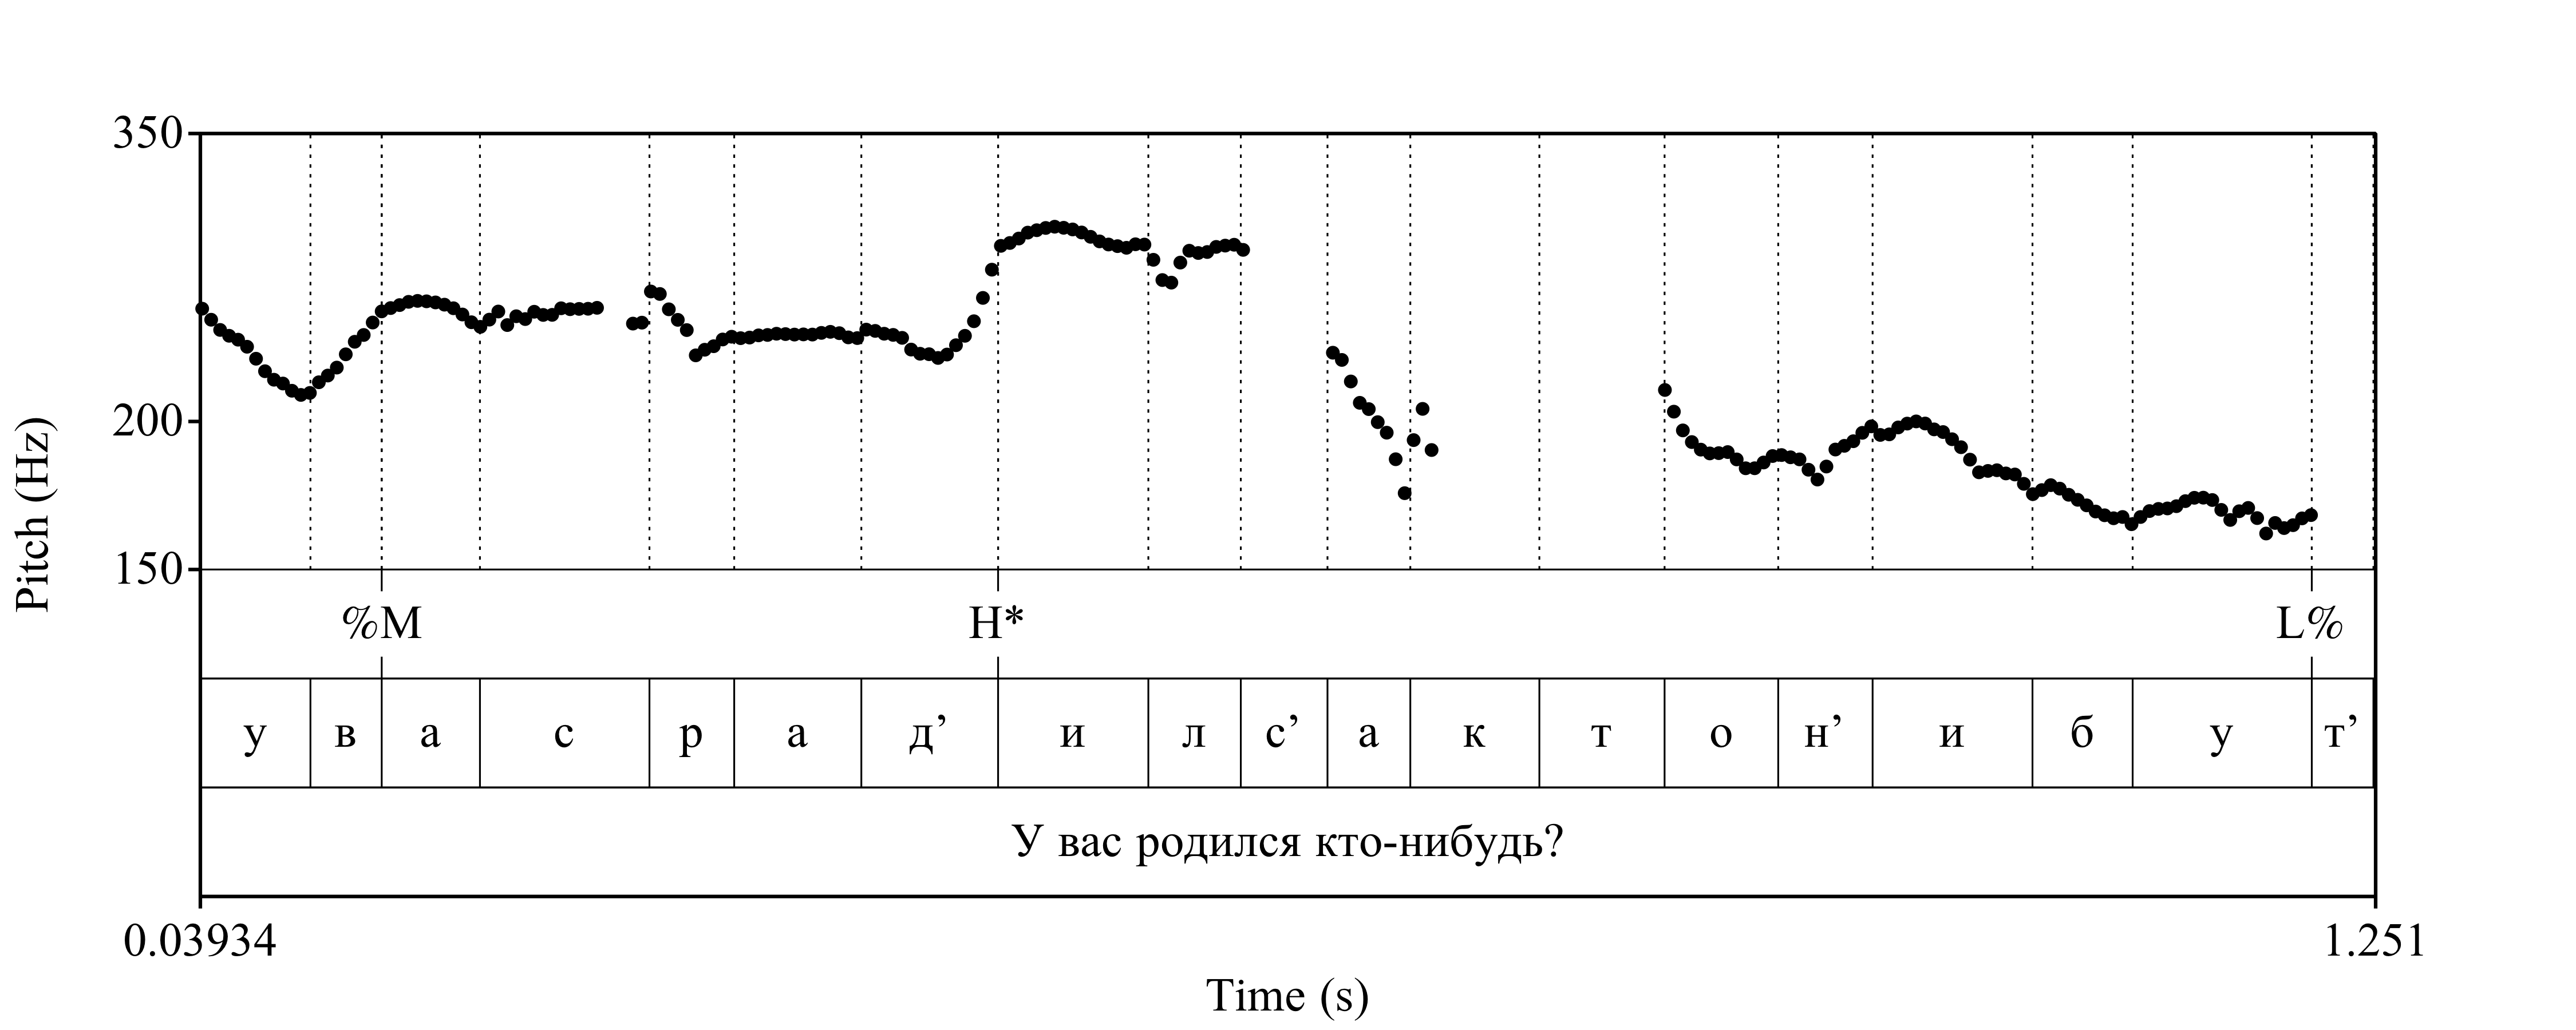 350
200
150
Pitch (Hz)
%M H* L%
у в а с р а д’ и л с’ а к т о н’ и б у т’
У вас родился кто-нибудь?
0.03934 1.251
Time (s)